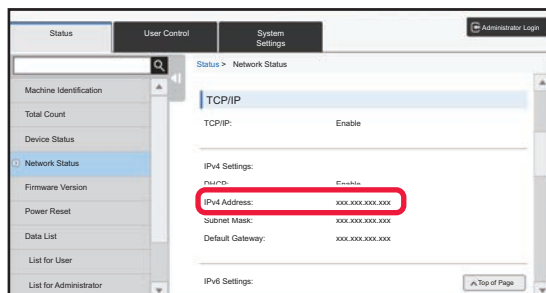 Status
User Control
System
Settings
Administrator Login
Status > Network Status
Machine Identification
Total Count
Device Status
Network Status
Firmware Version
Power Reset
Data List
List for User
List for Administrator
TCP/IP
TCP/IP: Enable
IPv4 Settings:
DHCP: Enable
IPv4 Address: xxx.xxx.xxx.xxx
Subnet Mask: xxx.xxx.xxx.xxx
Default Gateway: xxx.xxx.xxx.xxx
IPv6 Settings:
Top of Page